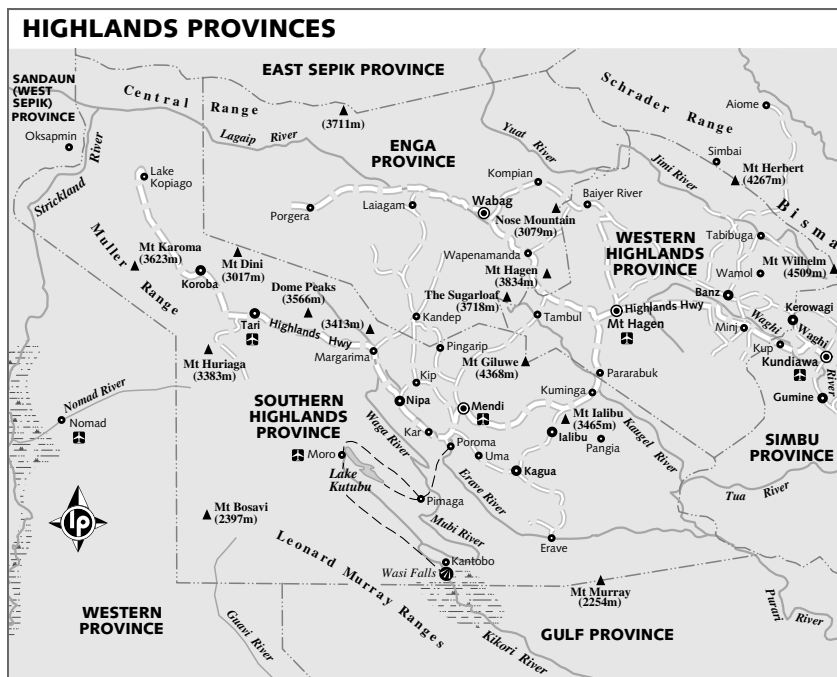 HIGHLANDS PROVINCES
EAST SEPIK PROVINCE
SANDAUN
(WEST
SEPIK)
PROVINCE
Oksapmin
Central Range
(3711m)
Lagaip River
ENGA
PROVINCE
Yuat River
Schrader Range
Aiome
Simbai
Mt Herbert
(4267m)
Jimi River
Bisma
Strickland River
Lake
Kopiago
Porgera
Laiagam
Wabag
Kompian
Baiyer River
Nose Mountain
(3079m)
Wapenamanda
WESTERN
HIGHLANDS
PROVINCE
Tabibuga
Mt Wilhelm
(4509m)
Wamol
Banz
Kerowagi
Muller Range
Mt Karoma
(3623m)
Koroba
Mt Dini
(3017m)
Dome Peaks
(3566m)
(3413m)
Mt Hagen
(3834m)
The Sugarloaf
(3718m)
Tari
Highlands Hwy
Margarima
Kandep
Tambul
Highlands Hwy
Mt Hagen
Minj
Waghi
Waghi
River
Kup
Kundiawa
Mt Huriaga
(3383m)
Pingarip
Mt Giluwe
(4368m)
Pararabuk
Kip
Kuminga
Gumine
Nomad River
Nomad
SOUTHERN
HIGHLANDS
PROVINCE
Nipa
Mendi
Mt Ialibu
(3465m)
Ialibu
Pangia
SIMBU
PROVINCE
Waga River
Kar
Poroma
Uma
Kagua
Kaugel River
Moro
Lake
Kutubu
Pimaga
Erave River
Tua River
Mt Bosavi
(2397m)
Mubi River
Erave
Leonard Murray Ranges
Kantobo
Wasi Falls
Mt Murray
(2254m)
Purari River
lp
WESTERN
PROVINCE
Guavi River
Kikori River
GULF PROVINCE